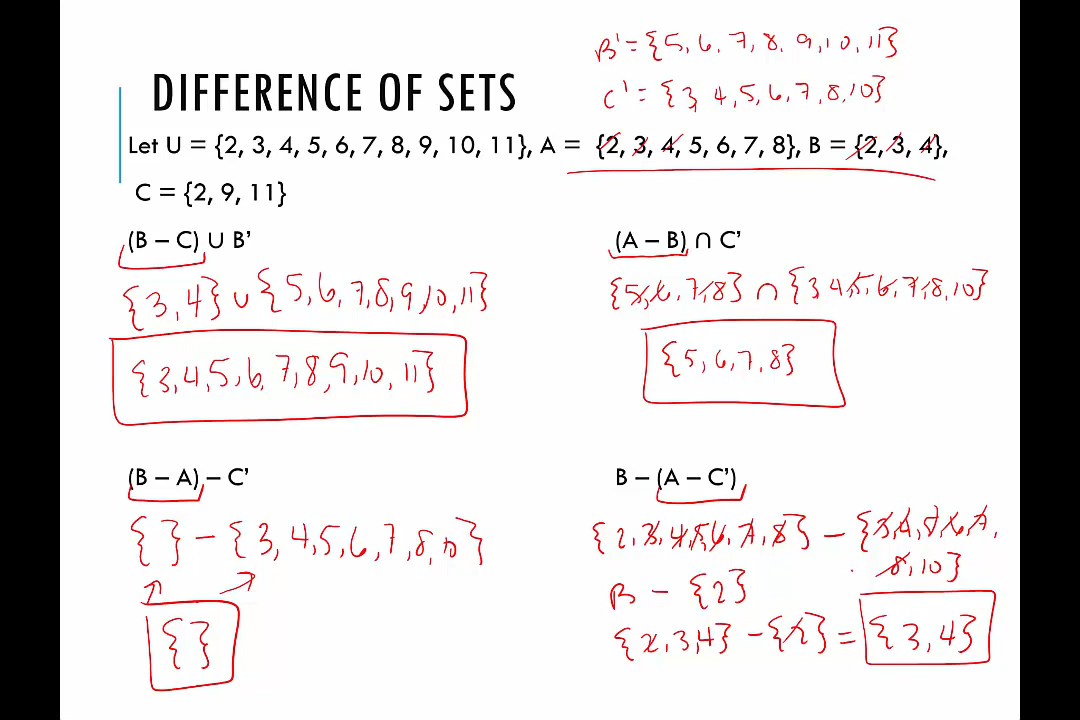 B' = {5, 6, 7, 8, 9, 10, 11}
C' = {3, 4, 5, 6, 7, 8, 10}
DIFFERENCE OF SETS
Let U = {2, 3, 4, 5, 6, 7, 8, 9, 10, 11}, A = {2, 3, 4, 5, 6, 7, 8}, B = {2, 3, 4},
C = {2, 9, 11}
(B – C) ∪ B'
{3, 4} ∪ {5, 6, 7, 8, 9, 10, 11}
{3, 4, 5, 6, 7, 8, 9, 10, 11}
(A – B) ∩ C'
{5, 6, 7, 8} ∩ {3 4, 5, 6, 7, 8, 10}
{5, 6, 7, 8}
(B – A) – C'
{ } – {3, 4, 5, 6, 7, 8, 10}
{ }
B – (A – C')
{2, 3, 4, 5, 6, 7, 8} – {3, 4, 5, 6, 7,
8, 10}
B – {2}
{2, 3, 4} – {2} = {3, 4}